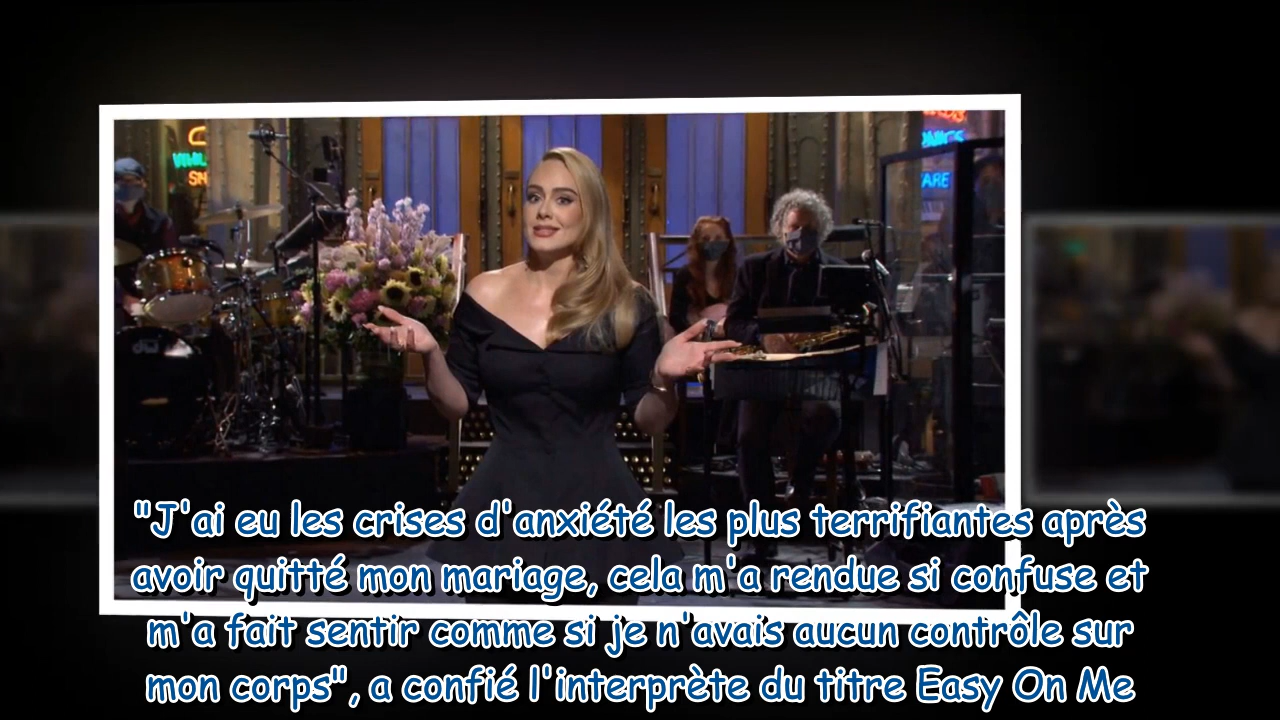 "J'ai eu les crises d'anxiété les plus terrifiantes après
avoir quitté mon mariage, cela m'a rendue si confuse et
m'a fait sentir comme si je n'avais aucun contrôle sur
mon corps", a confié l'interprète du titre Easy On Me
dw